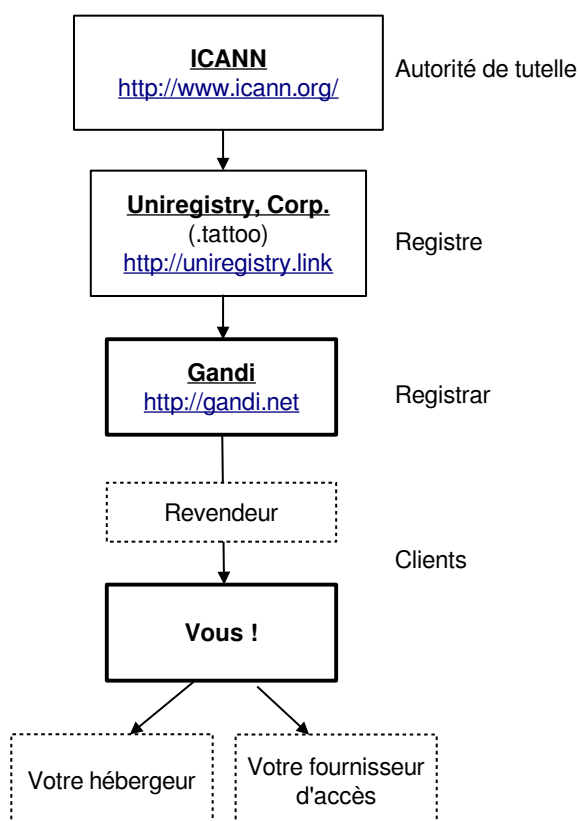 ICANN
http://www.icann.org/
Autorité de tutelle
Uniregistry, Corp.
(.tattoo)
http://uniregistry.link
Registre
Gandi
http://gandi.net
Registrar
Revendeur
Clients
Vous !
Votre hébergeur
Votre fournisseur
d'accès